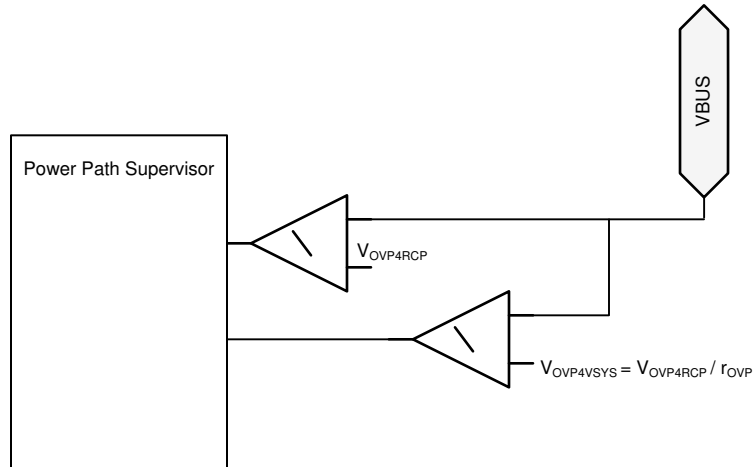 VBUS
Power Path Supervisor
VOVP4RCP
VOVP4VSYS = VOVP4RCP / rOVP